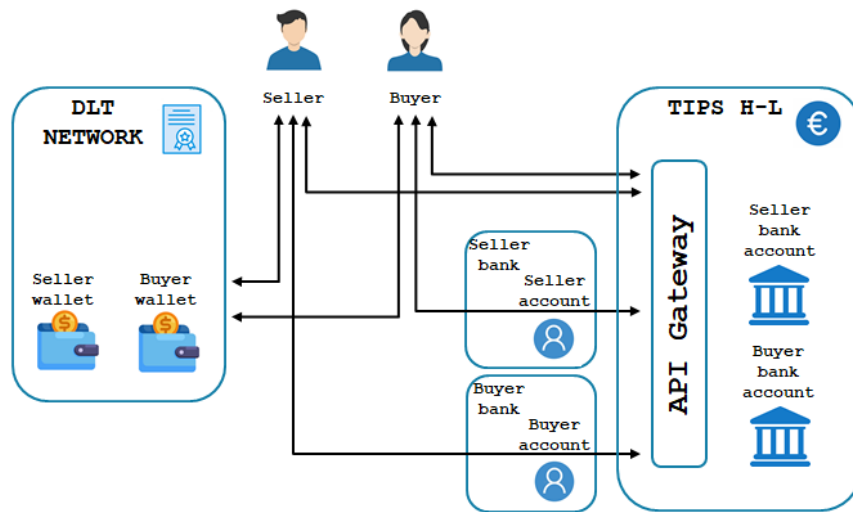 Seller
Buyer
DLT
NETWORK
Seller
wallet
Buyer
wallet
Seller
bank
Seller
account
Buyer
bank
Buyer
account
TIPS H-L
API Gateway
Seller
bank
account
Buyer
bank
account